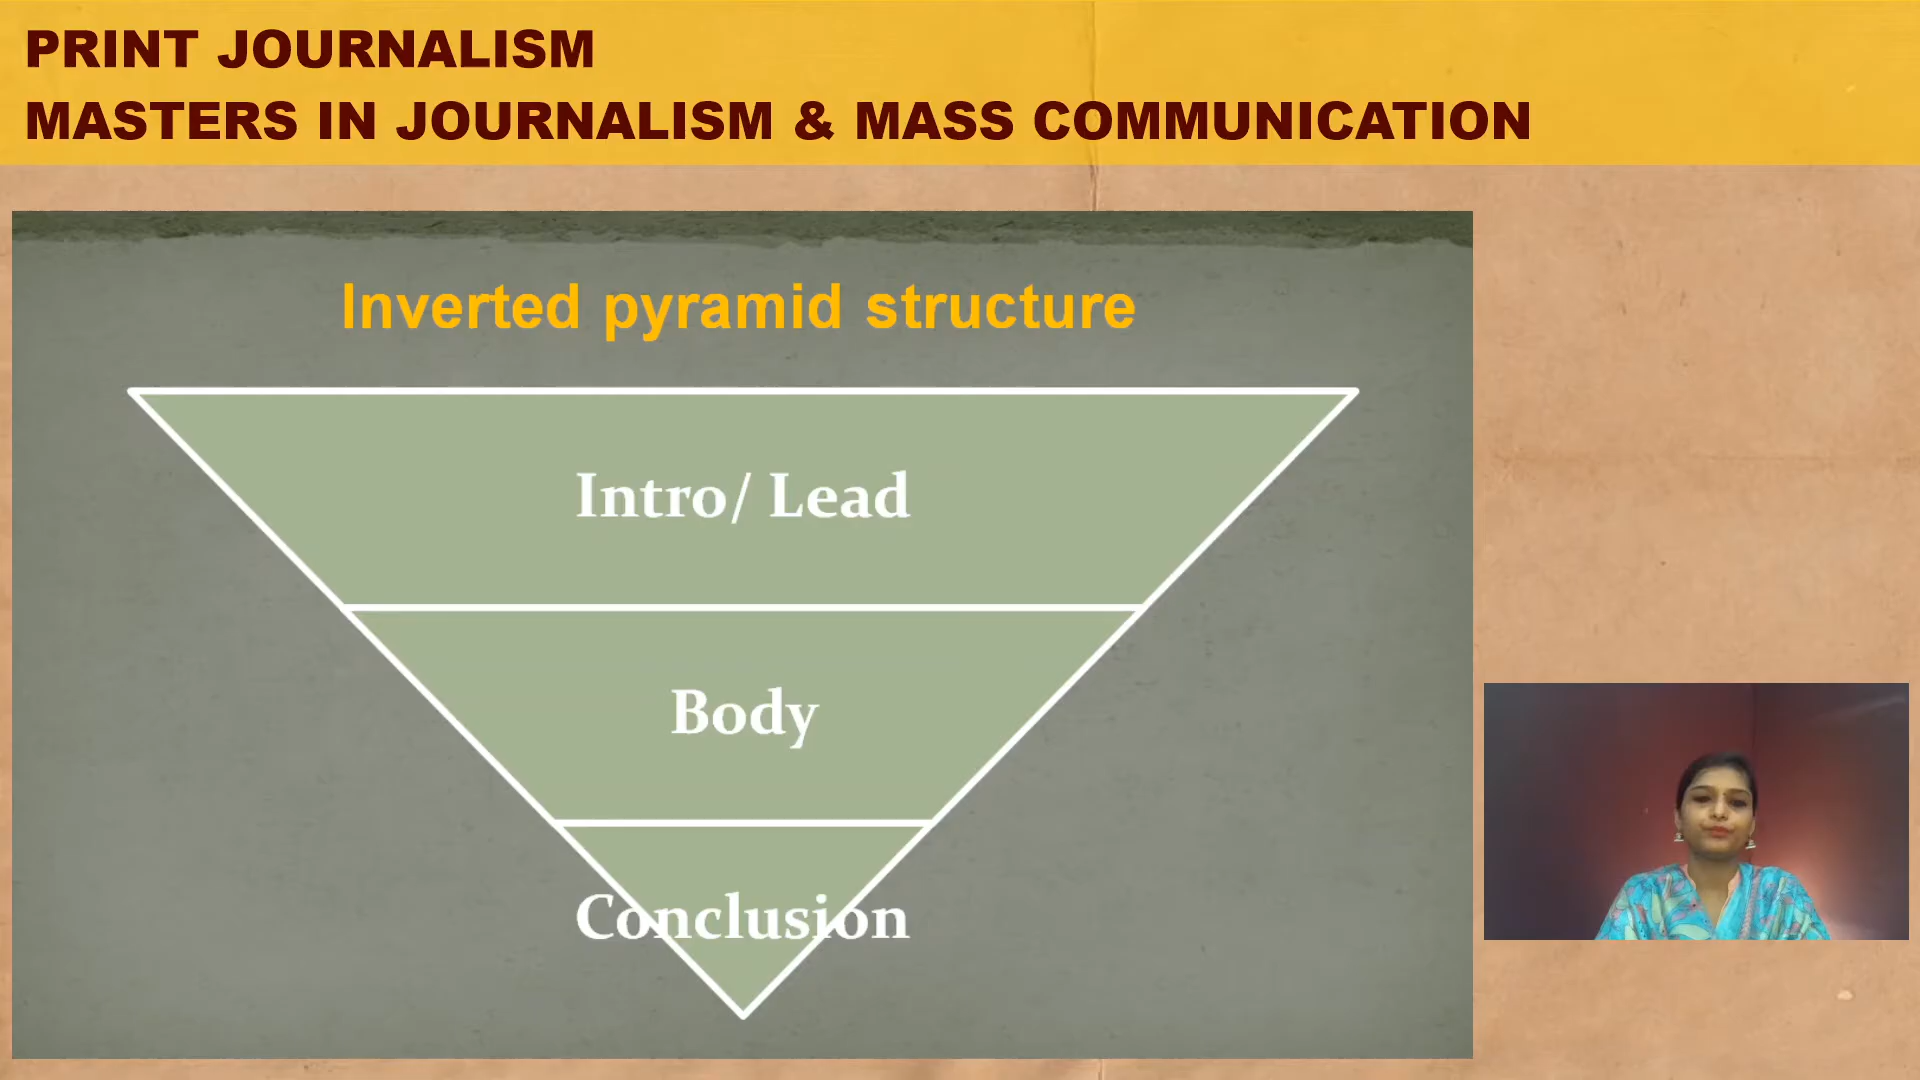 PRINT JOURNALISM
MASTERS IN JOURNALISM & MASS COMMUNICATION
Inverted pyramid structure
Intro/ Lead
Body
Conclusion